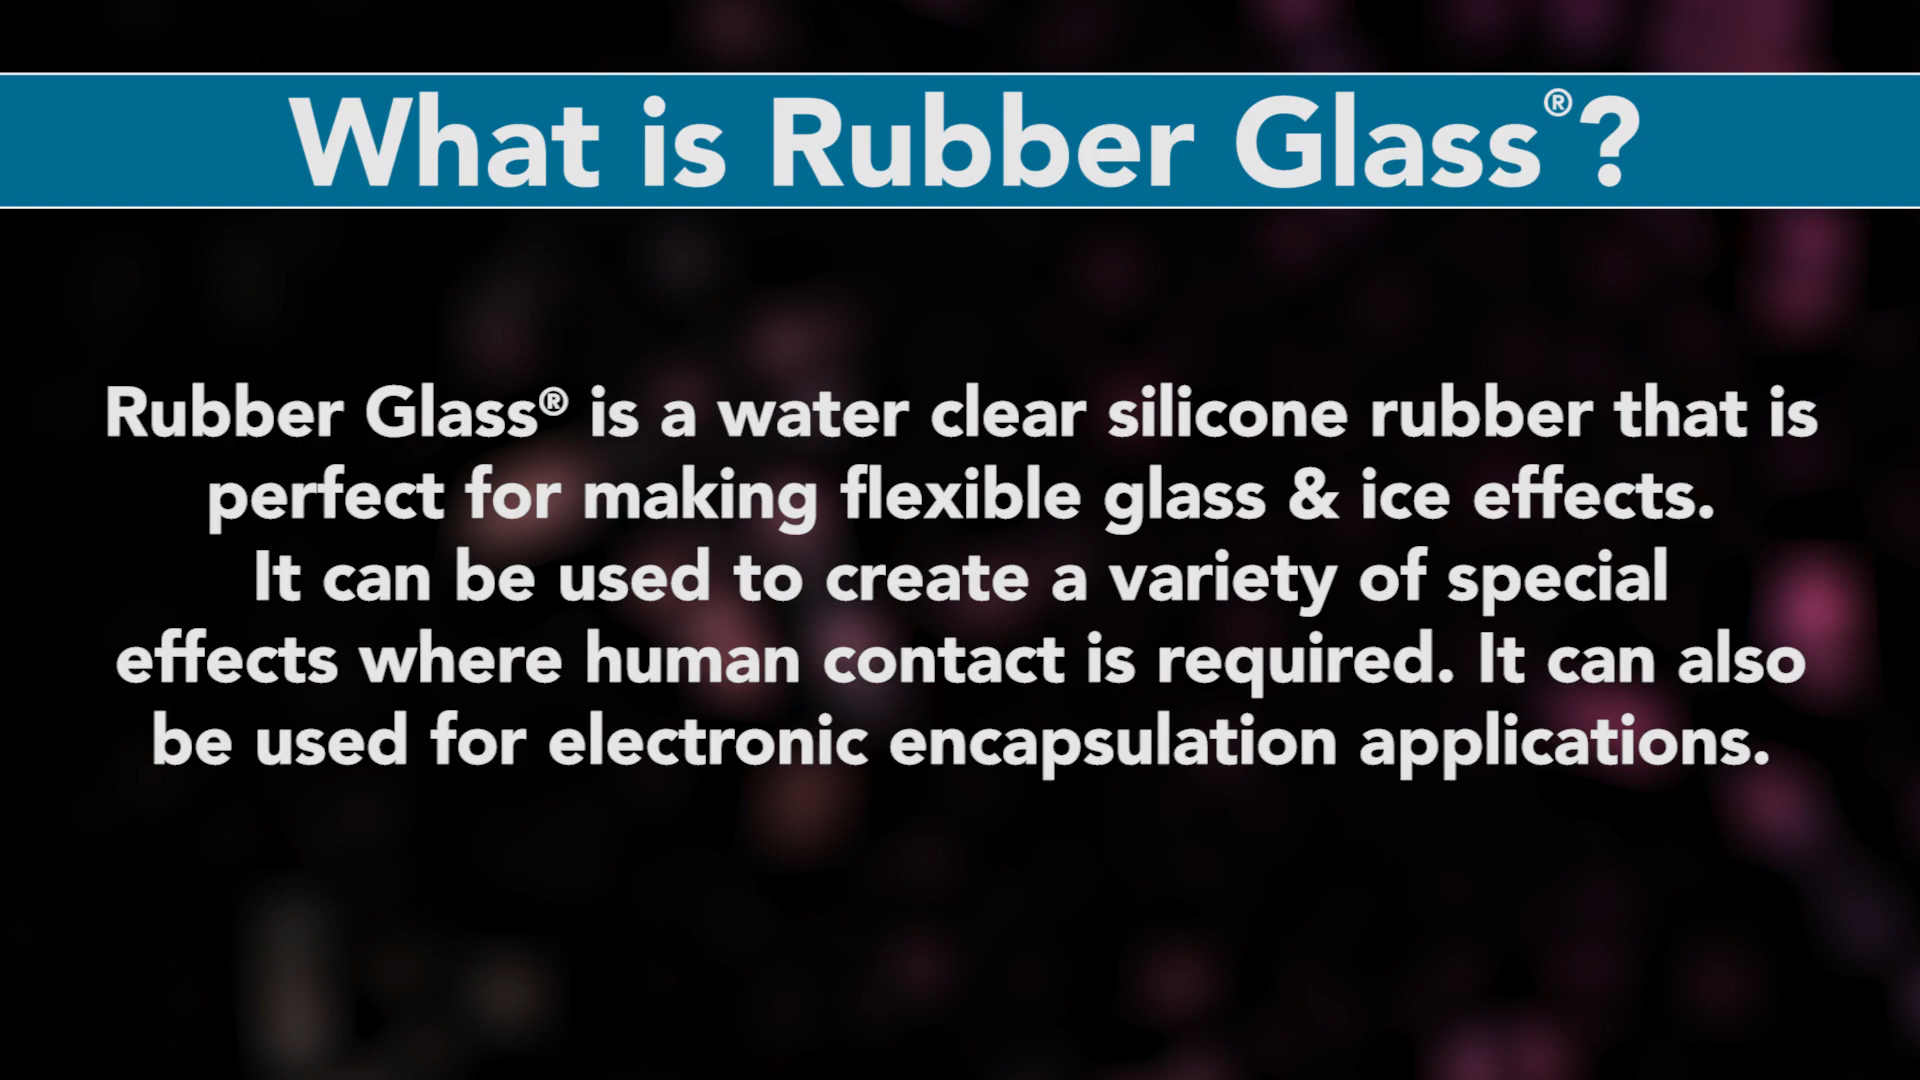 What is Rubber Glass®?
Rubber Glass® is a water clear silicone rubber that is
perfect for making flexible glass & ice effects.
It can be used to create a variety of special
effects where human contact is required. It can also
be used for electronic encapsulation applications.